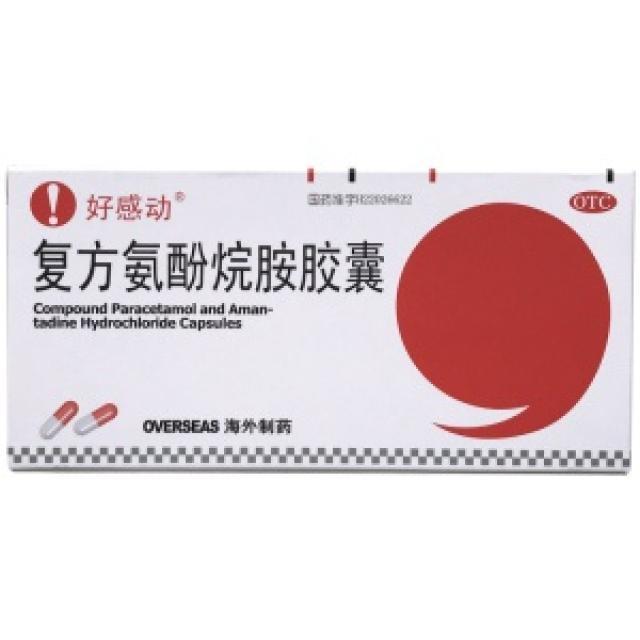 好感动®
国药准字H22026622
OTC
复方氨酚烷胺胶囊
Compound Paracetamol and Aman-
tadine Hydrochloride Capsules
OVERSEAS 海外制药